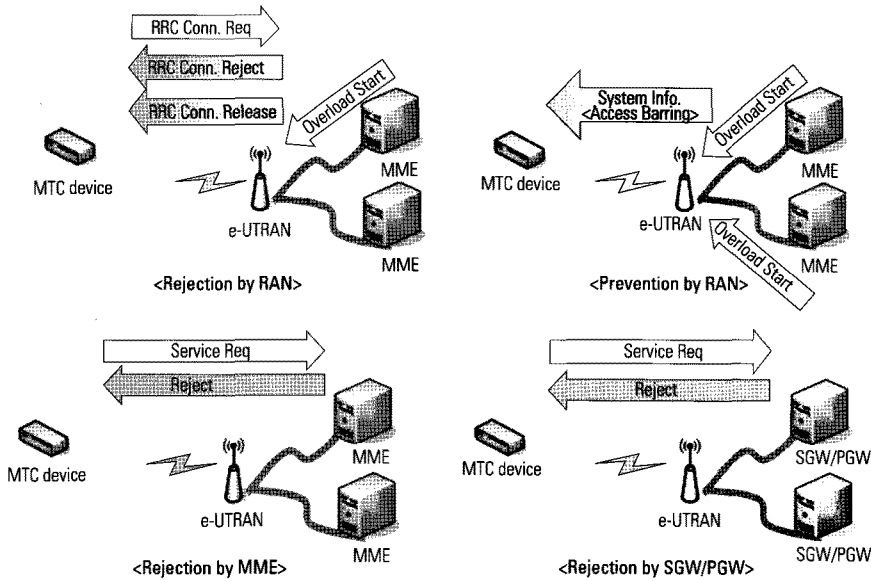 RRC Conn. Req
RRC Conn. Reject
RRC Conn. Release
Overload Start
MTC device
e-UTRAN
MME
MME
<Rejection by RAN>
System Info.
<Access Barring>
Overload Start
MTC device
e-UTRAN
MME
MME
Overload Start
<Prevention by RAN>
Service Req
Reject
MTC device
e-UTRAN
MME
MME
<Rejection by MME>
Service Req
Reject
MTC device
e-UTRAN
SGW/PGW
SGW/PGW
<Rejection by SGW/PGW>